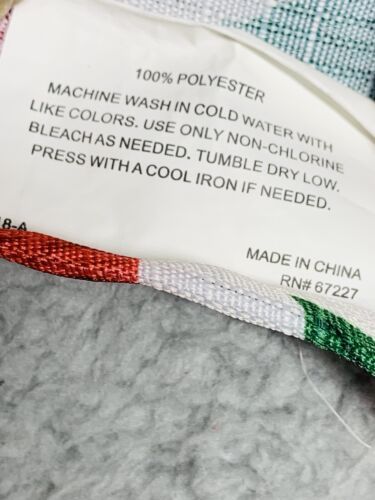 100% POLYESTER
MACHINE WASH IN COLD WATER WITH
LIKE COLORS. USE ONLY NON-CHLORINE
BLEACH AS NEEDED. TUMBLE DRY LOW.
PRESS WITH A COOL IRON IF NEEDED.
8-A
MADE IN CHINA
RN# 67227